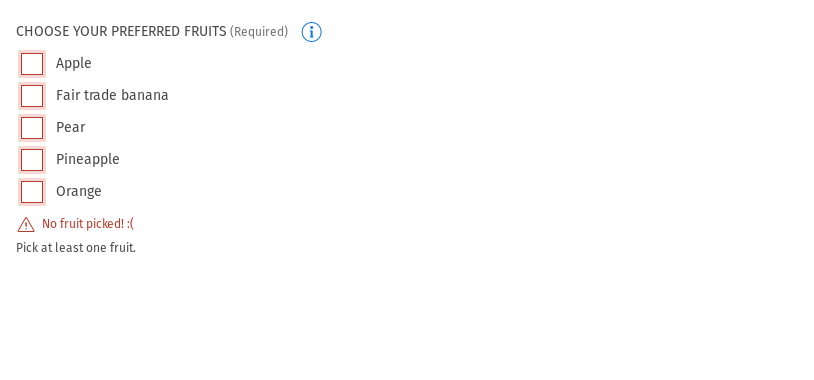 CHOOSE YOUR PREFERRED FRUITS (Required)
Apple
Fair trade banana
Pear
Pineapple
Orange
No fruit picked! :(
Pick at least one fruit.